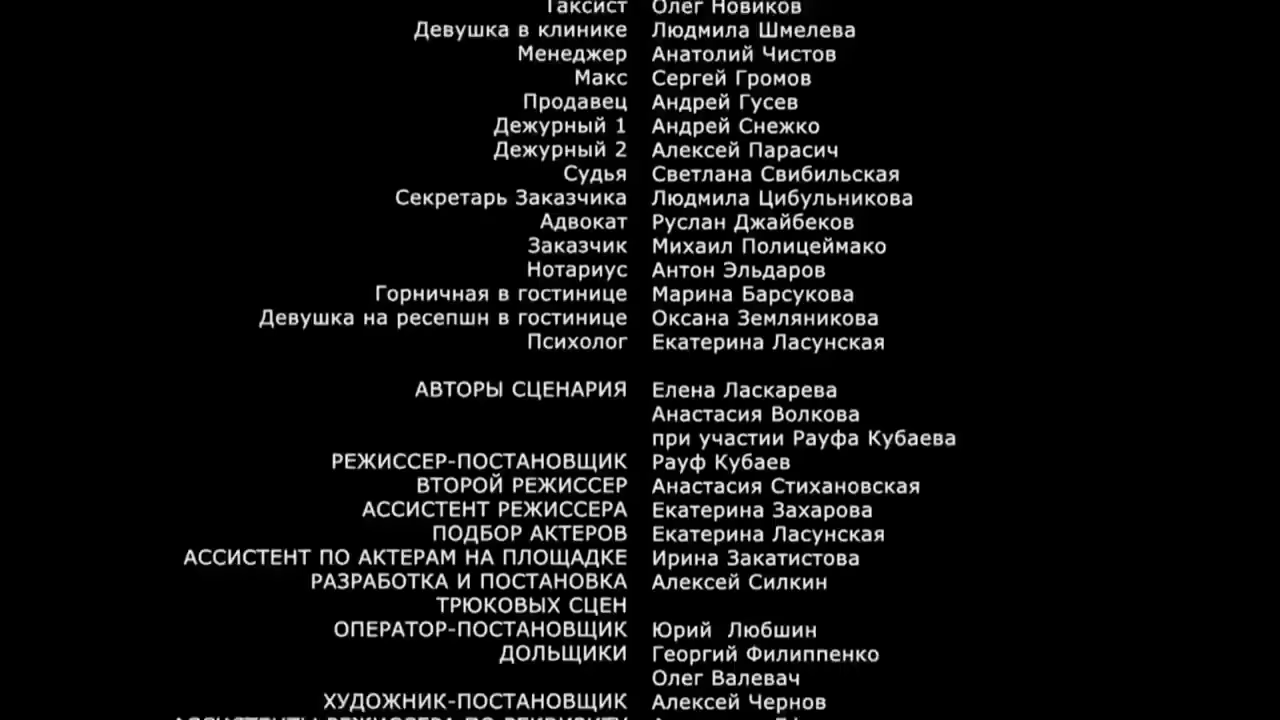 Таксист Олег Новиков
Девушка в клинике Людмила Шмелева
Менеджер Анатолий Чистов
Макс Сергей Громов
Продавец Андрей Гусев
Дежурный 1 Андрей Снежко
Дежурный 2 Алексей Парасич
Судья Светлана Свибильская
Секретарь Заказчика Людмила Цибульникова
Адвокат Руслан Джайбеков
Заказчик Михаил Полицеймако
Нотариус Антон Эльдаров
Горничная в гостинице Марина Барсукова
Девушка на ресепшн в гостинице Оксана Земляникова
Психолог Екатерина Ласунская
АВТОРЫ СЦЕНАРИЯ Елена Ласкарева
Анастасия Волкова
при участии Рауфа Кубаева
РЕЖИССЕР-ПОСТАНОВЩИК Рауф Кубаев
ВТОРОЙ РЕЖИССЕР Анастасия Стихановская
АССИСТЕНТ РЕЖИССЕРА Екатерина Захарова
ПОДБОР АКТЕРОВ Екатерина Ласунская
АССИСТЕНТ ПО АКТЕРАМ НА ПЛОЩАДКЕ Ирина Закатистова
РАЗРАБОТКА И ПОСТАНОВКА Алексей Силкин
ТРЮКОВЫХ СЦЕН
ОПЕРАТОР-ПОСТАНОВЩИК Юрий Любшин
ДОЛЬЩИКИ Георгий Филиппенко
Олег Валевач
ХУДОЖНИК-ПОСТАНОВЩИК Алексей Чернов
АССИСТЕНТЫ РЕЖИССЕРА ПО РЕКВИЗИТУ